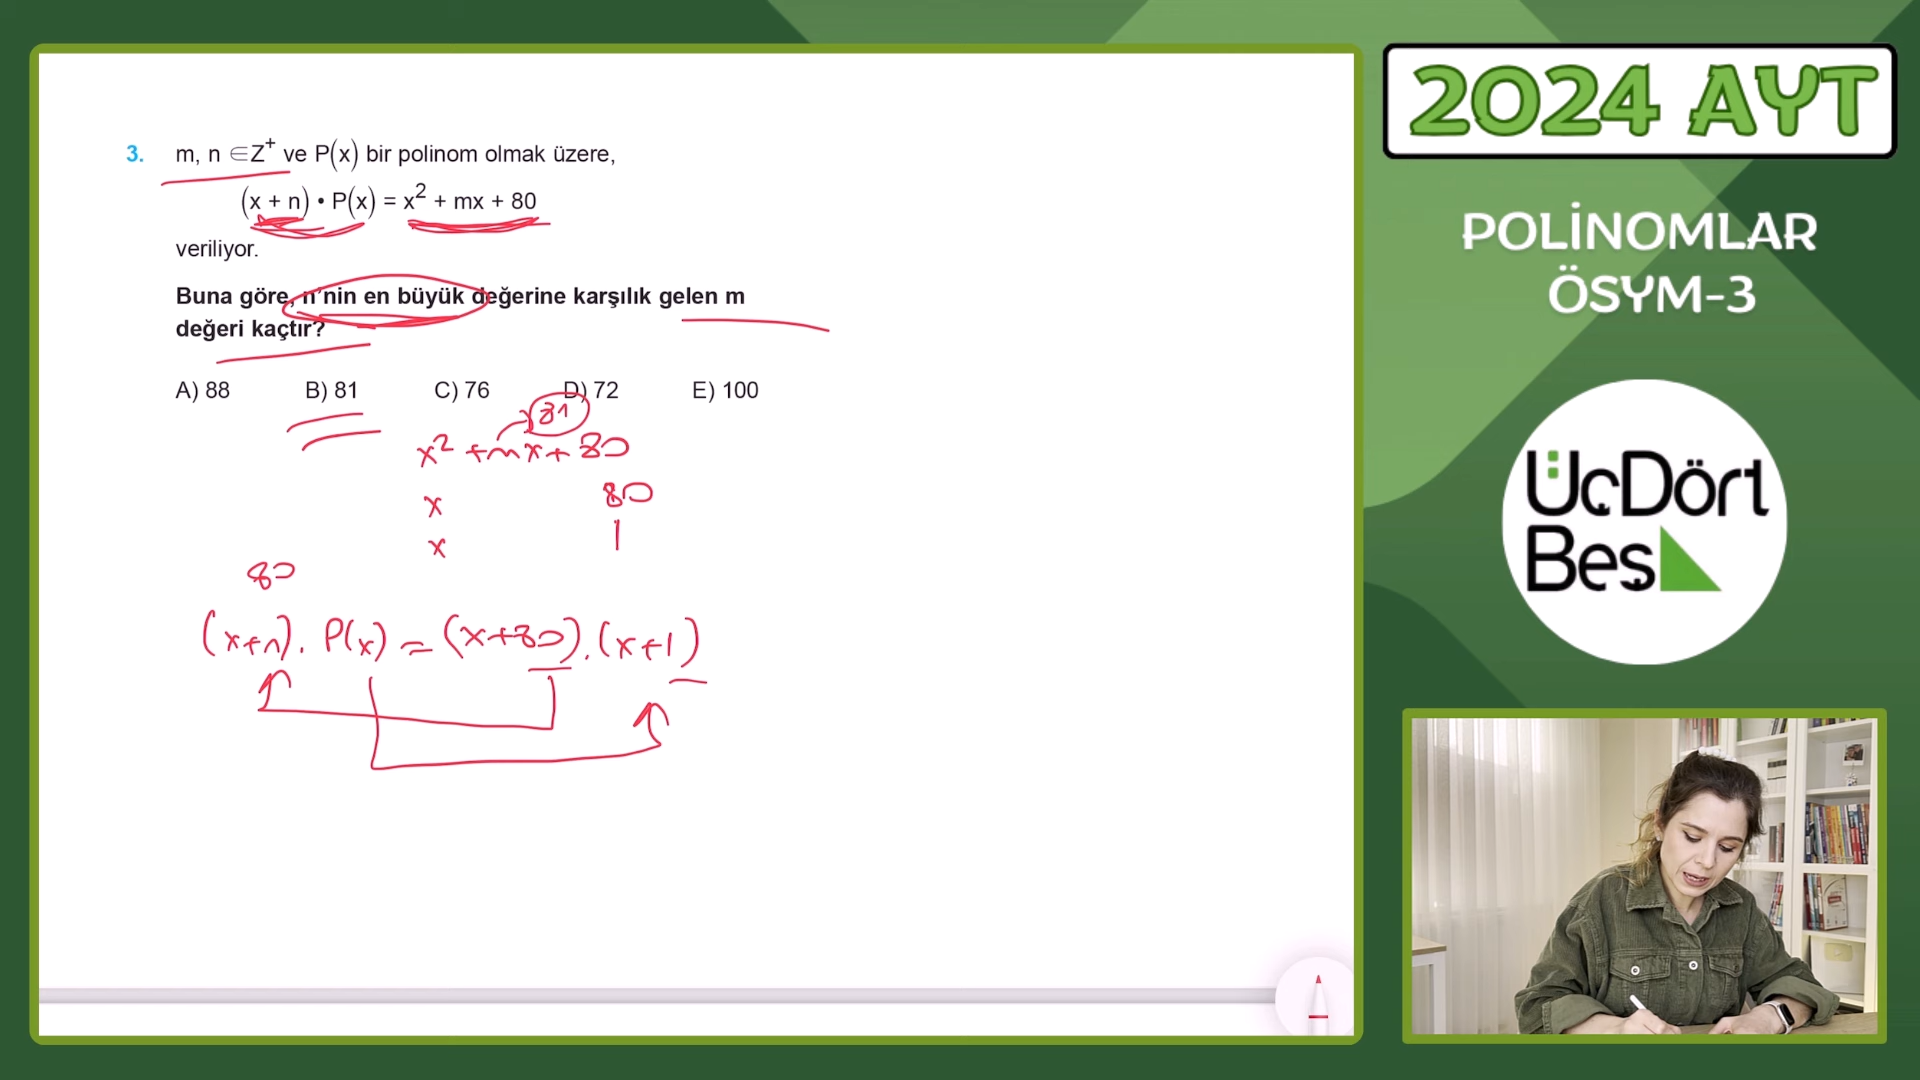 3. m, n ∈Z⁺ ve P(x) bir polinom olmak üzere,
(x + n) • P(x) = x² + mx + 80
veriliyor.
Buna göre, n'nin en büyük değerine karşılık gelen m
değeri kaçtır?
A) 88 B) 81 C) 76 D) 72 E) 100
81
x² + mx + 80
x 80
x 1
80
(x+n). P(x) = (x+80).(x+1)
2024 AYT
POLİNOMLAR
ÖSYM-3
ÜçDört
Beş